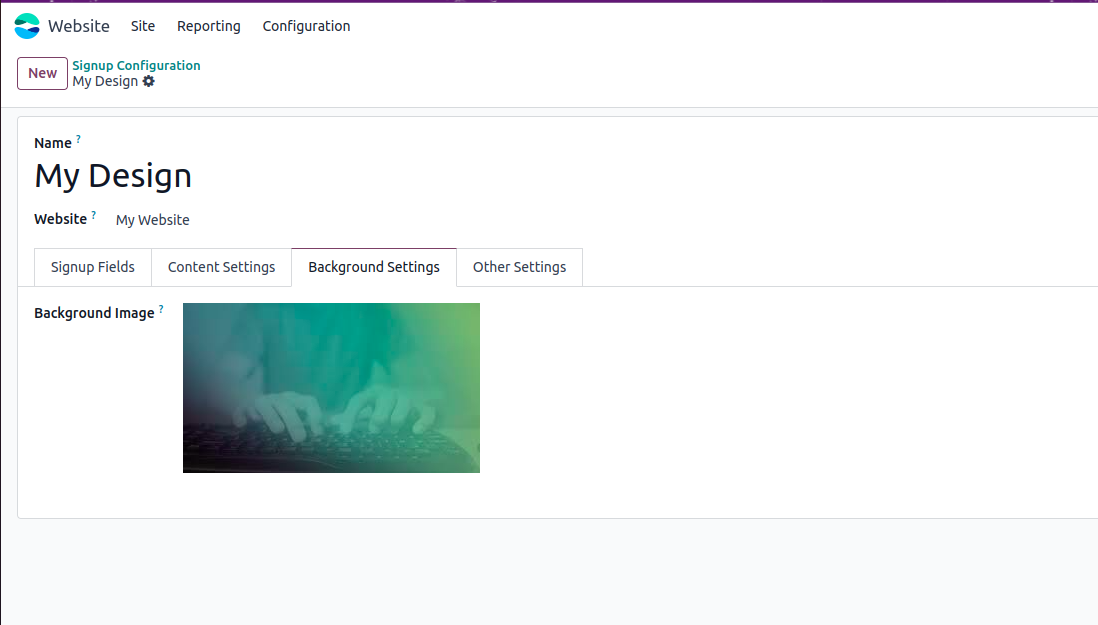 Website Site Reporting Configuration
New
Signup Configuration
My Design
Name ?
My Design
Website ? My Website
Signup Fields Content Settings Background Settings Other Settings
Background Image ?